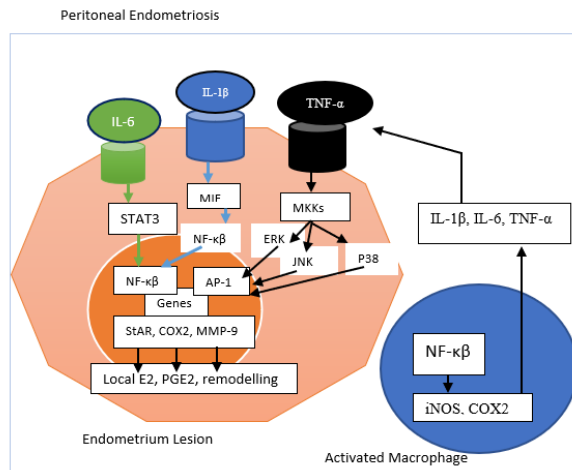 Peritoneal Endometriosis
IL-6
IL-1β
TNF-α
STAT3
MIF
NF-κβ
MKKs
ERK
JNK
P38
NF-κβ
AP-1
Genes
StAR, COX2, MMP-9
Local E2, PGE2, remodelling
Endometrium Lesion
IL-1β, IL-6, TNF-α
NF-κβ
iNOS, COX2
Activated Macrophage